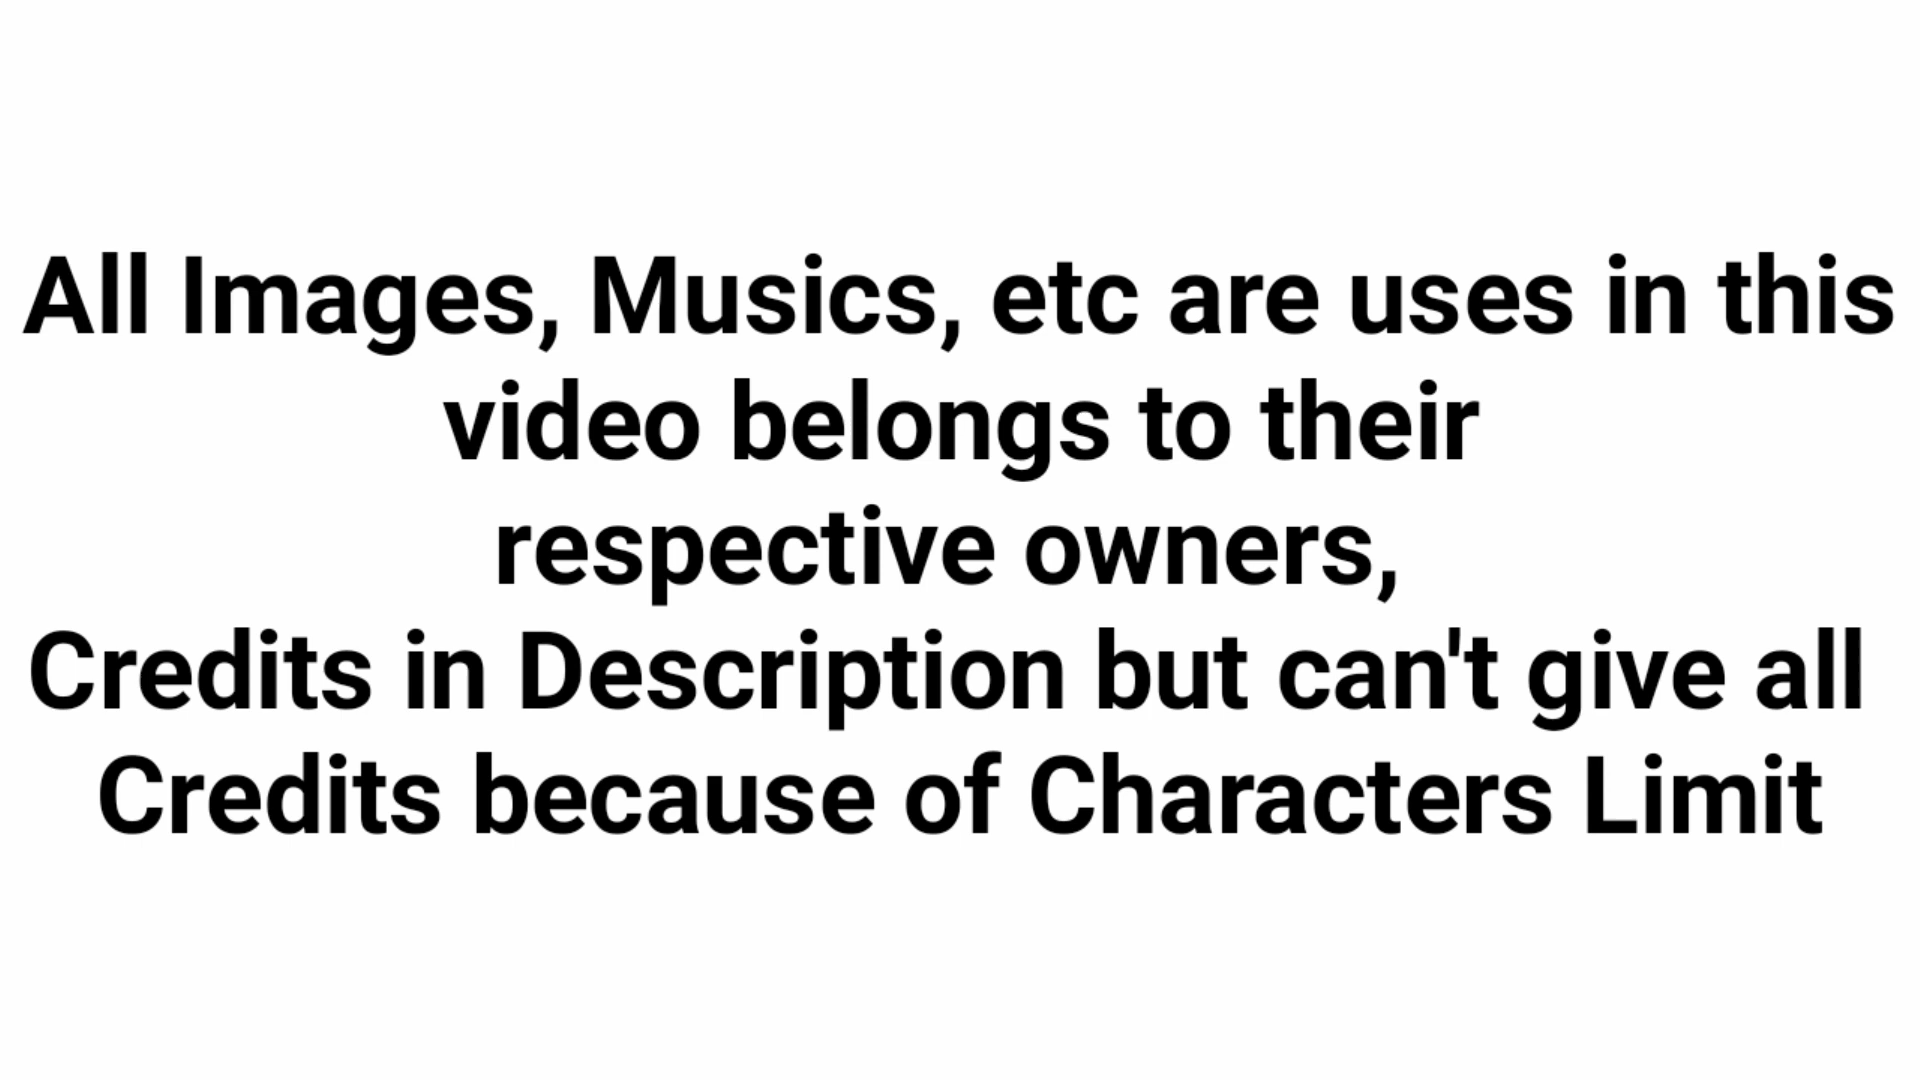 All Images, Musics, etc are uses in this
video belongs to their
respective owners,
Credits in Description but can't give all
Credits because of Characters Limit